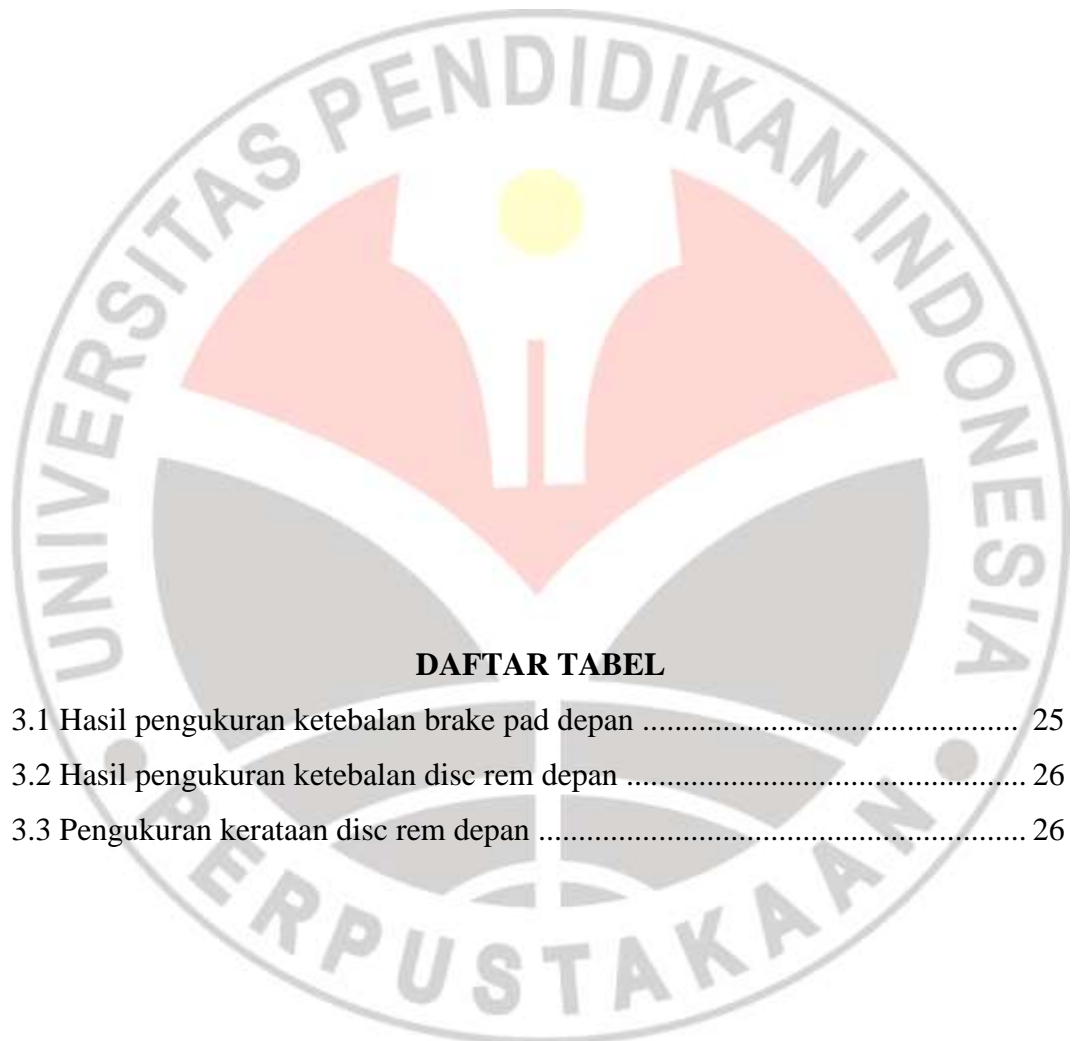 UNIVERSITAS PENDIDIKAN INDONESIA
PERPUSTAKAAN
DAFTAR TABEL
3.1 Hasil pengukuran ketebalan brake pad depan ................................................ 25
3.2 Hasil pengukuran ketebalan disc rem depan ................................................... 26
3.3 Pengukuran kerataan disc rem depan .............................................................. 26